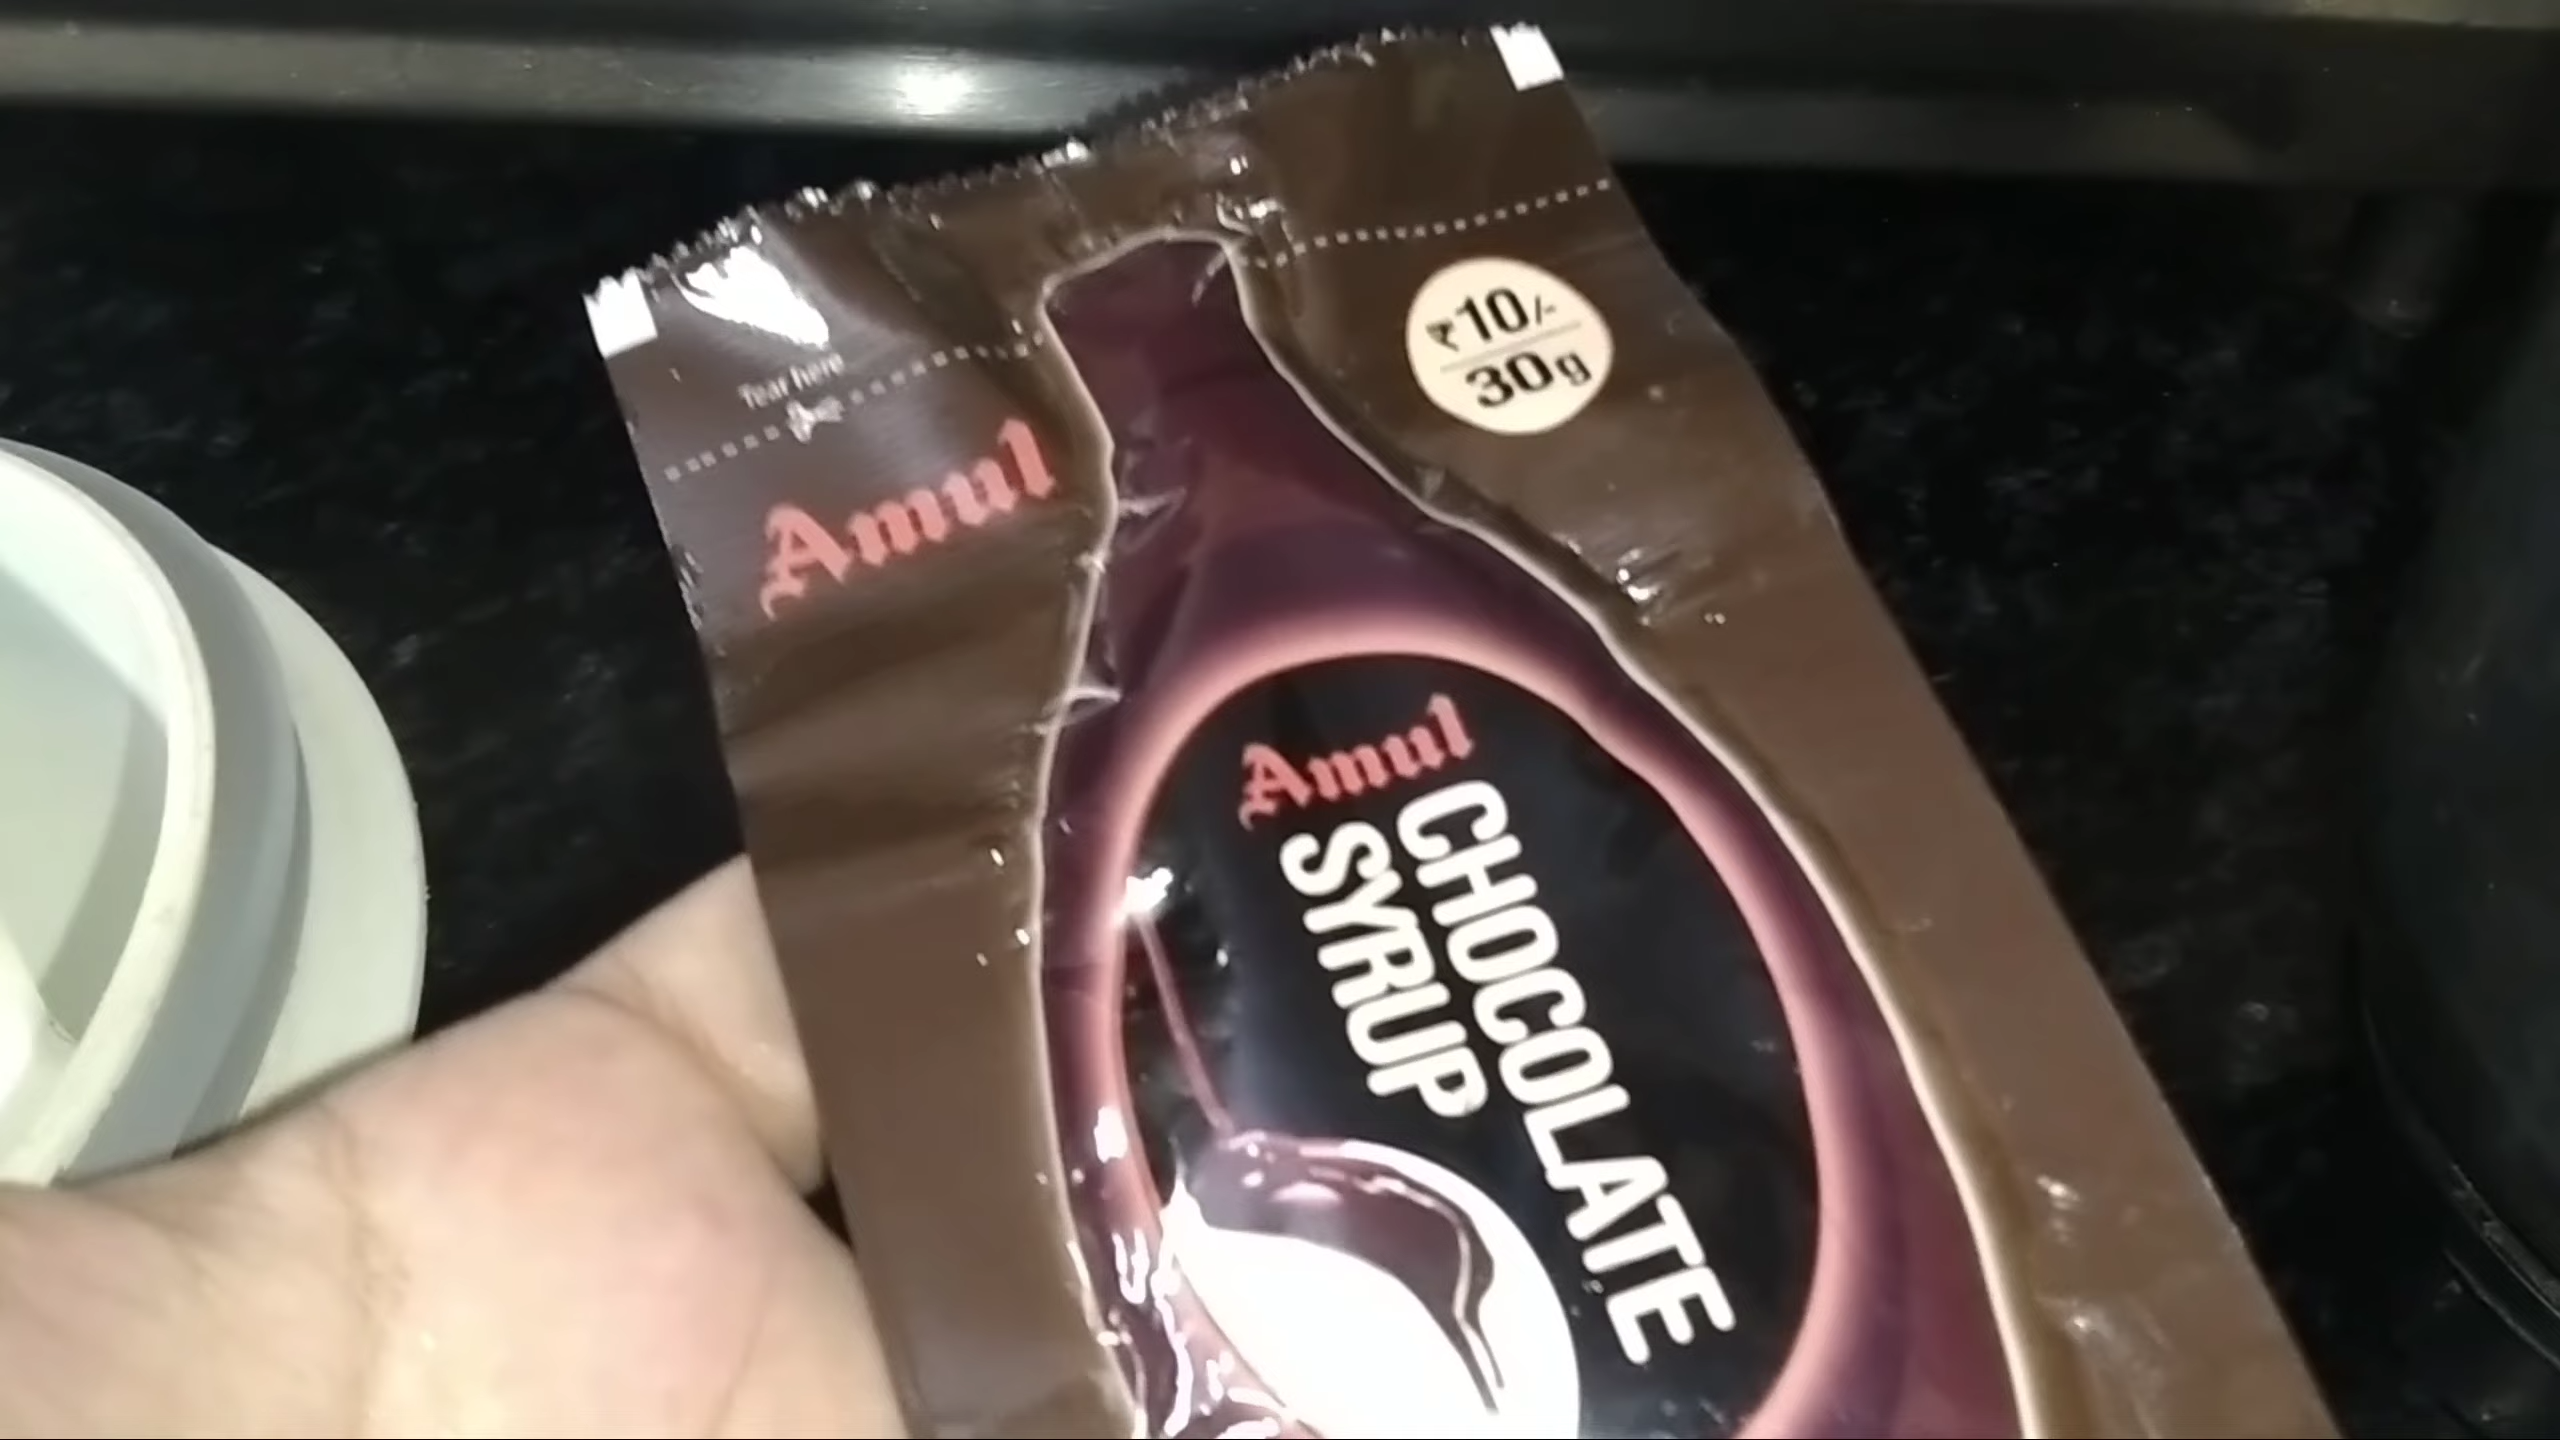 ₹10/-
30g
Tear here
Amul
Amul
CHOCOLATE
SYRUP